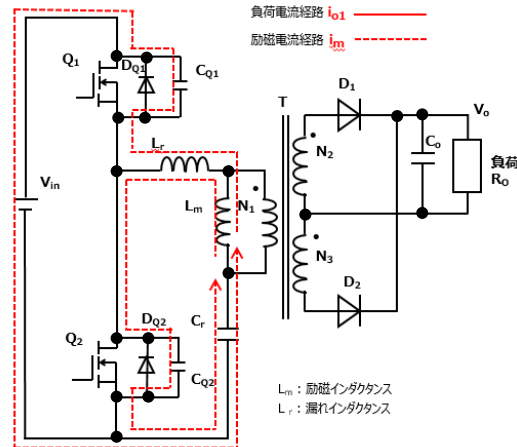 負荷電流経路 io1
励磁電流経路 im
Q1
DQ1
CQ1
T
D1
Vo
Lr
N2
Co
負荷
RO
Vin
Lm
N1
N3
D2
Q2
DQ2
Cr
CQ2
Lm：励磁インダクタンス
Lr：漏れインダクタンス